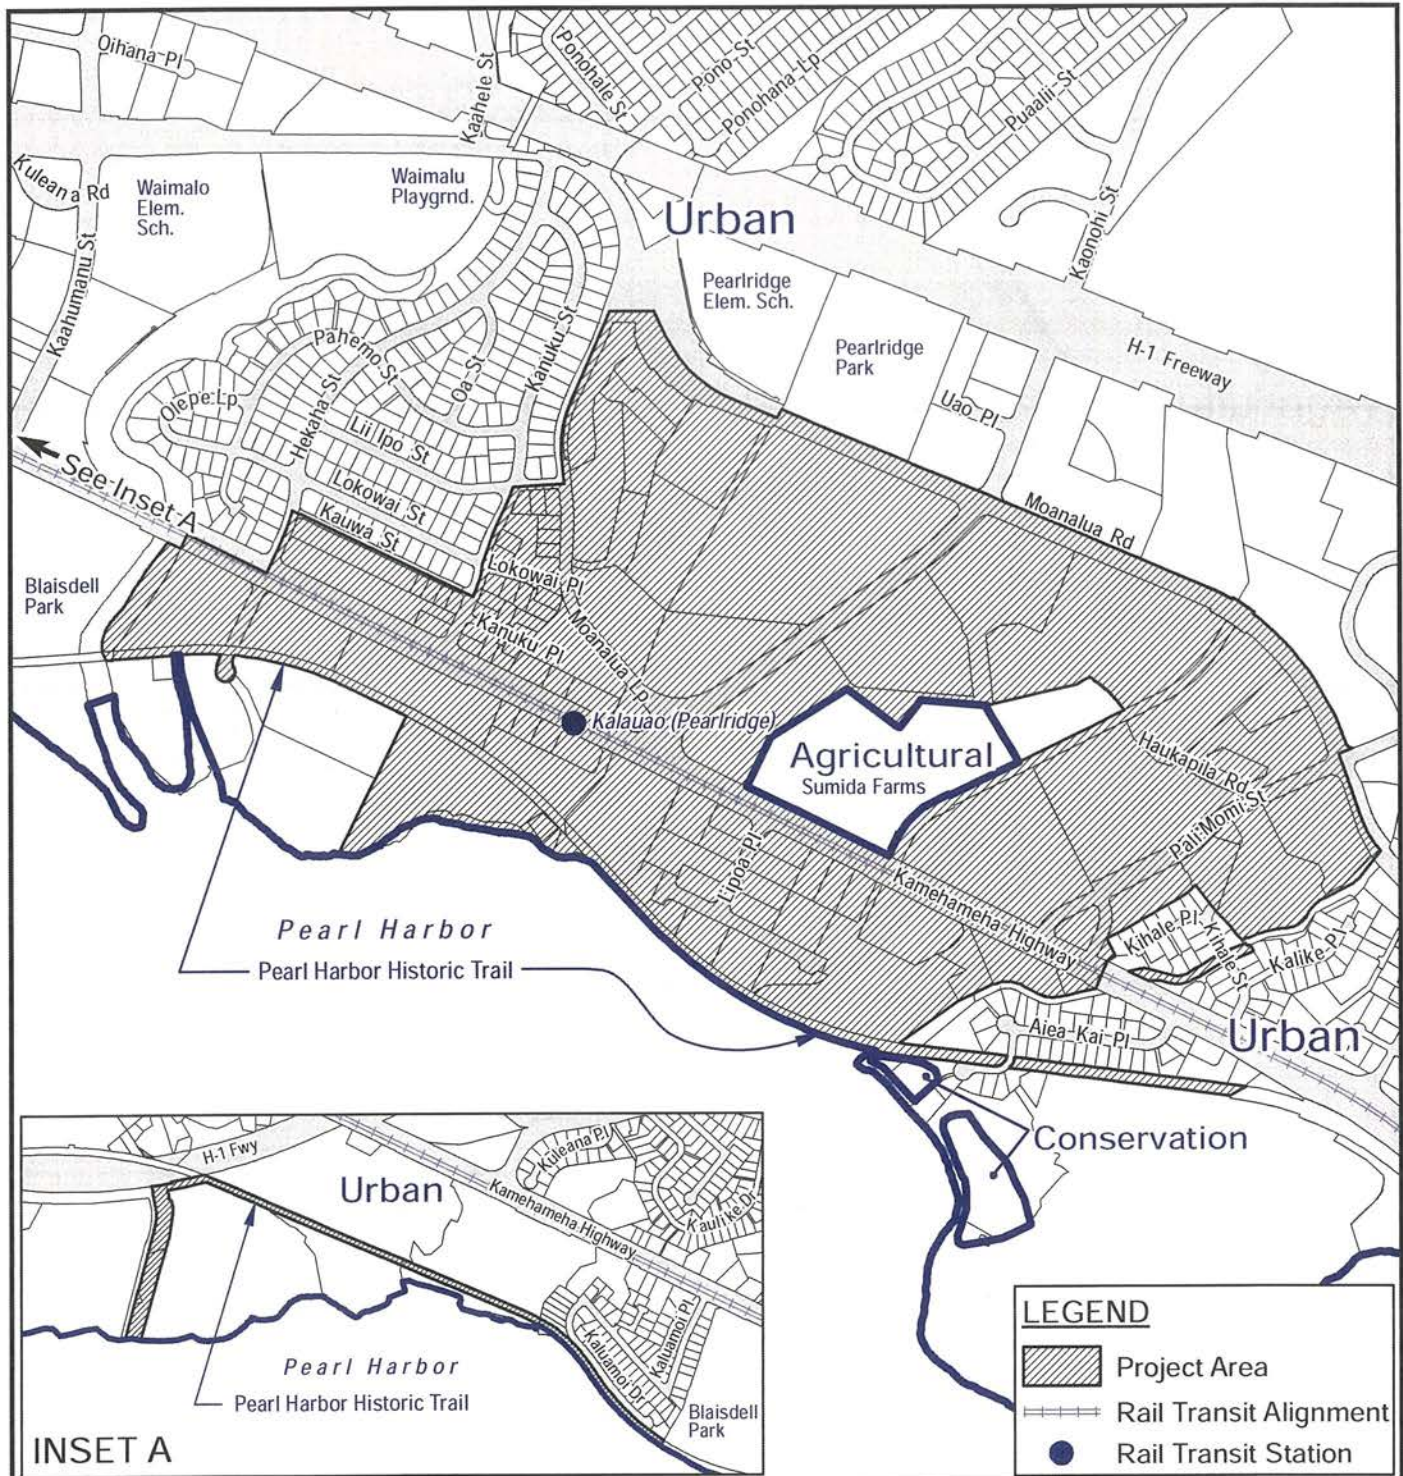 Oihana Pl
Kaahele St
Ponohale St
Pono St
Ponohana Lp
Puaalii St
Kuleana Rd
Waimalo
Elem.
Sch.
Waimalu
Playgrnd.
Urban
Kaonohi St
Kaahumanu St
Pearlridge
Elem. Sch.
Pearlridge
Park
H-1 Freeway
Pahemo St
Oa St
Kanuku St
Olepe Lp
Hekaha St
Lii Ipo St
Uao Pl
See Inset A
Lokowai St
Kauwa St
Moanalua Rd
Blaisdell
Park
Lokowai Pl
Kanuku Pl
Moanalua Lp
Kalauao (Pearlridge)
Agricultural
Sumida Farms
Haukapila Rd
Pali Momi St
Lipoa Pl
Kamehameha Highway
Kihale Pl
Kihale St
Kalike Pl
Pearl Harbor
Pearl Harbor Historic Trail
Aiea Kai Pl
Urban
Conservation
H-1 Fwy
Urban
Kuleana Pl
Kamehameha Highway
Kaulike Dr
Kaluamoi Pl
Kaluamoi Dr
Pearl Harbor
Pearl Harbor Historic Trail
Blaisdell
Park
INSET A
LEGEND
Project Area
Rail Transit Alignment
Rail Transit Station